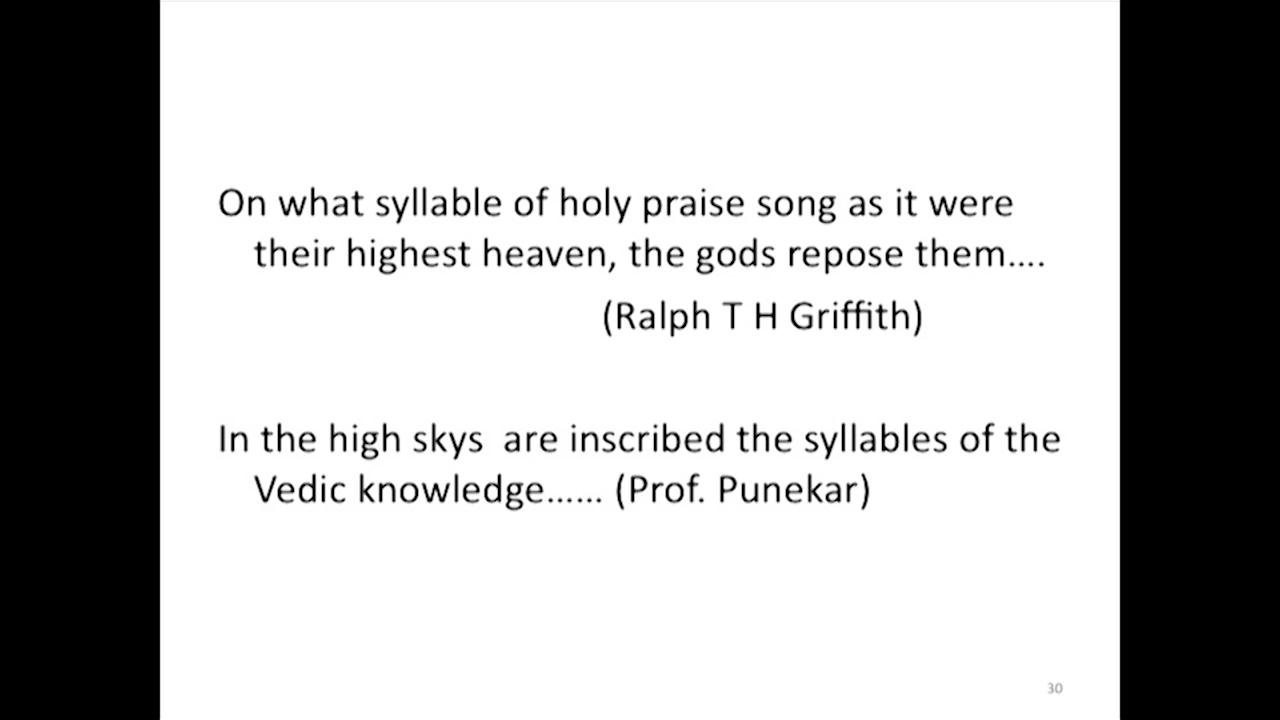 On what syllable of holy praise song as it were
their highest heaven, the gods repose them....
(Ralph T H Griffith)
In the high skys  are inscribed the syllables of the
Vedic knowledge...... (Prof. Punekar)
30